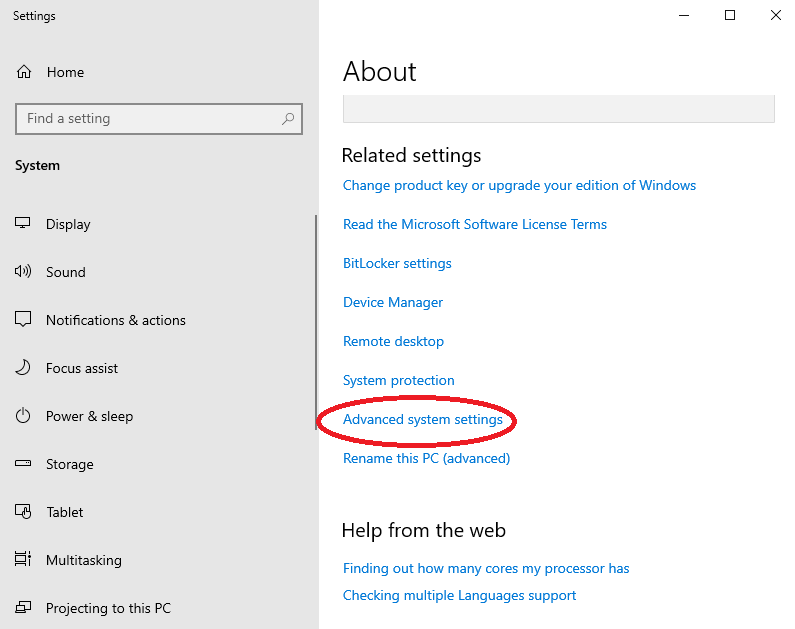 Settings
Home
Find a setting
System
Display
Sound
Notifications & actions
Focus assist
Power & sleep
Storage
Tablet
Multitasking
Projecting to this PC
About
Related settings
Change product key or upgrade your edition of Windows
Read the Microsoft Software License Terms
BitLocker settings
Device Manager
Remote desktop
System protection
Advanced system settings
Rename this PC (advanced)
Help from the web
Finding out how many cores my processor has
Checking multiple Languages support